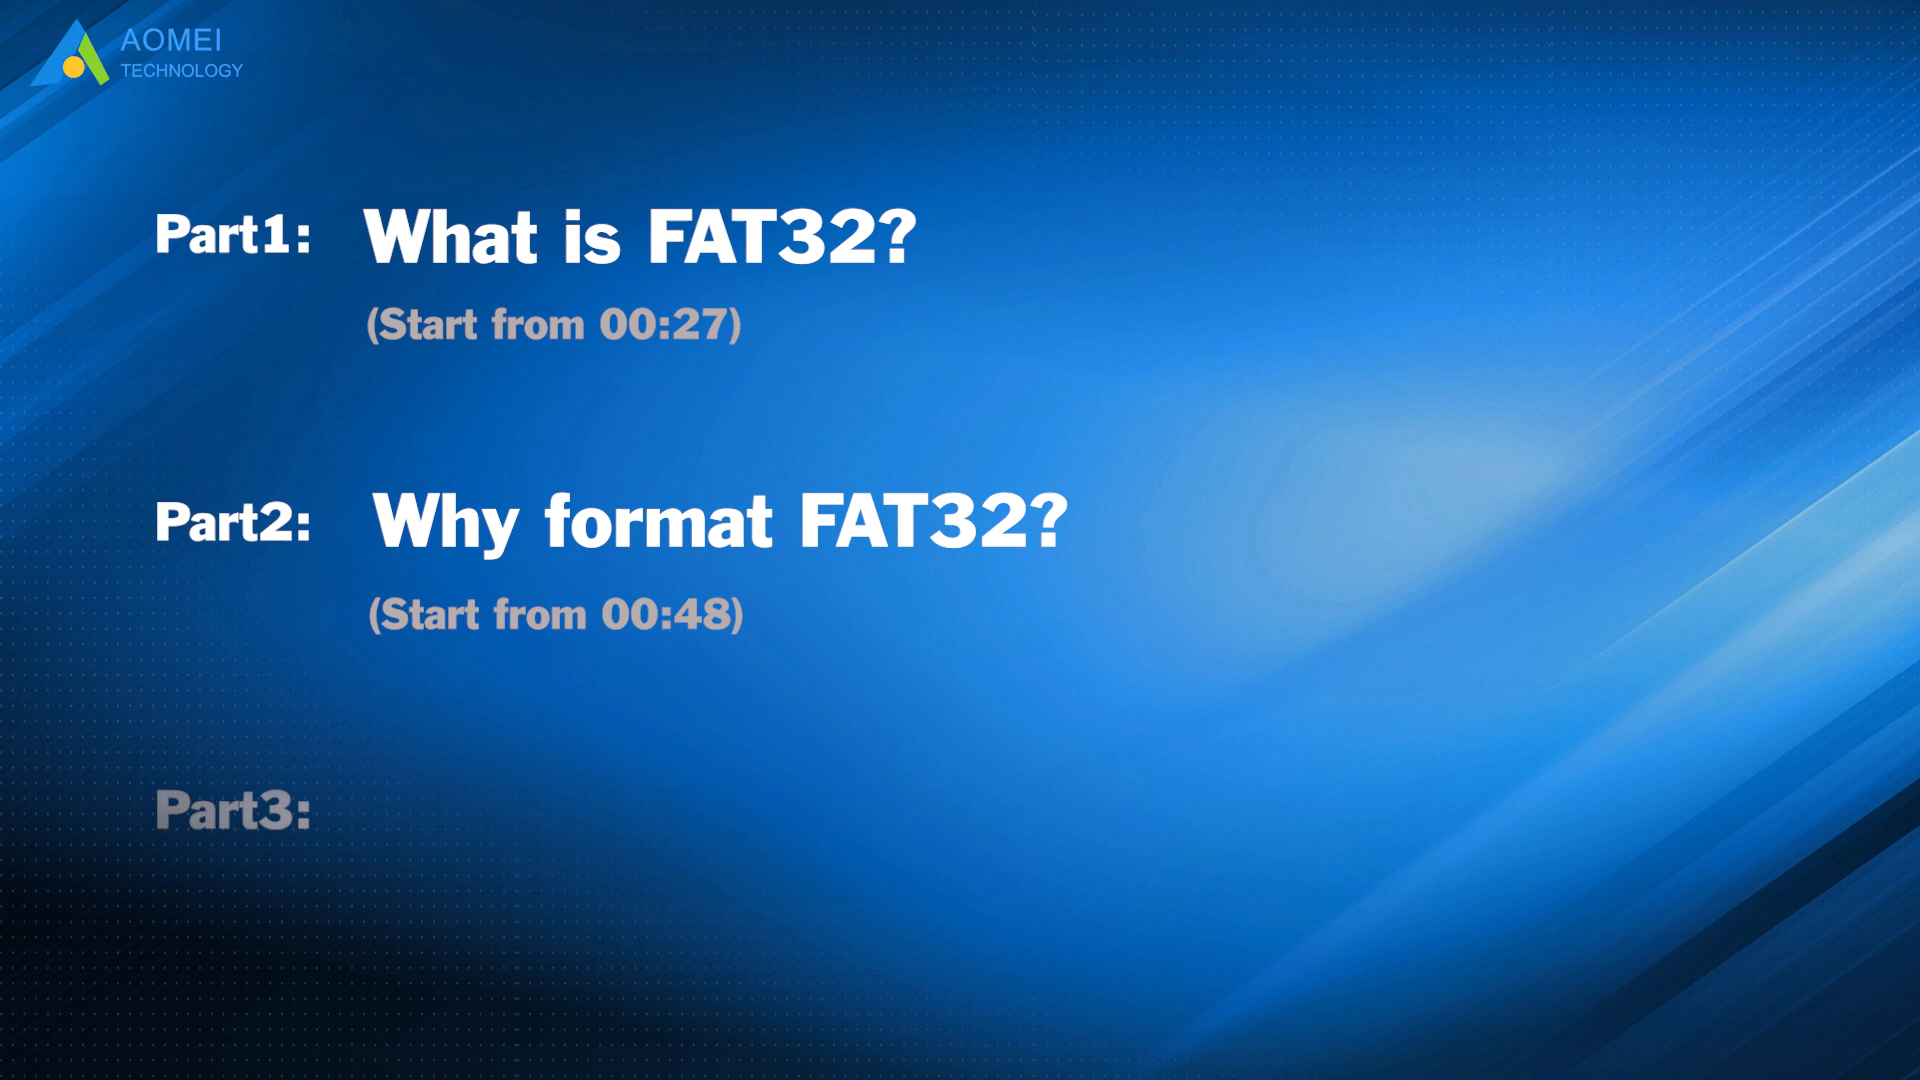 AOMEI
TECHNOLOGY
Part1: What is FAT32?
(Start from 00:27)
Part2: Why format FAT32?
(Start from 00:48)
Part3: